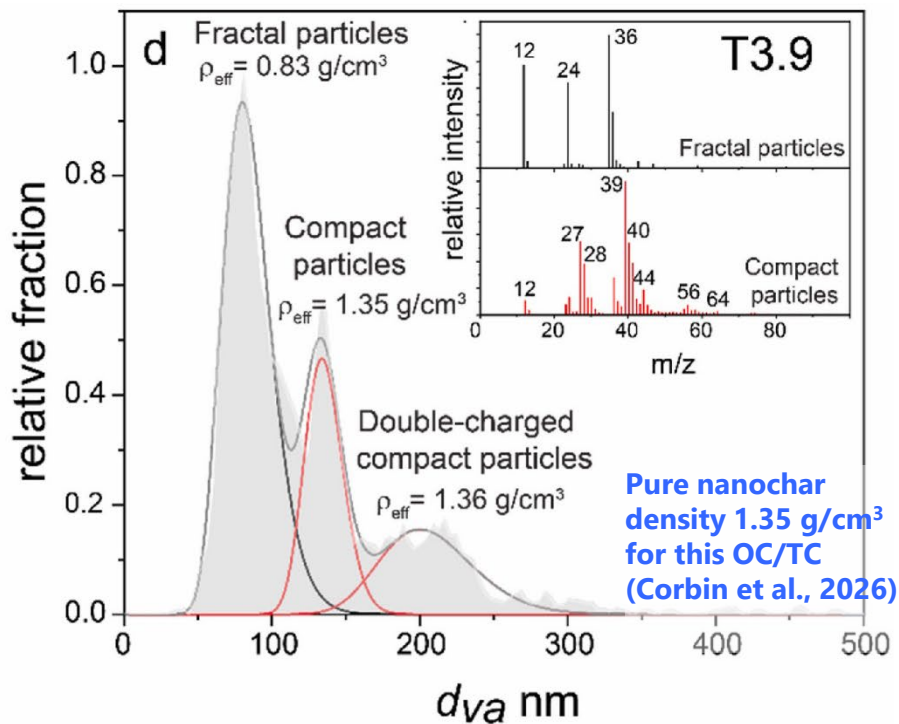 d
Fractal particles
ρeff = 0.83 g/cm³
Compact
particles
ρeff = 1.35 g/cm³
Double-charged
compact particles
ρeff = 1.36 g/cm³
Pure nanochar
density 1.35 g/cm³
for this OC/TC
(Corbin et al., 2026)
T3.9
12
24
36
Fractal particles
39
27
28
40
12
44
56
64
Compact
particles
relative intensity
0 20 40 60 80
m/z
relative fraction
1.0
0.8
0.6
0.4
0.2
0.0
0 100 200 300 400 500
dva nm